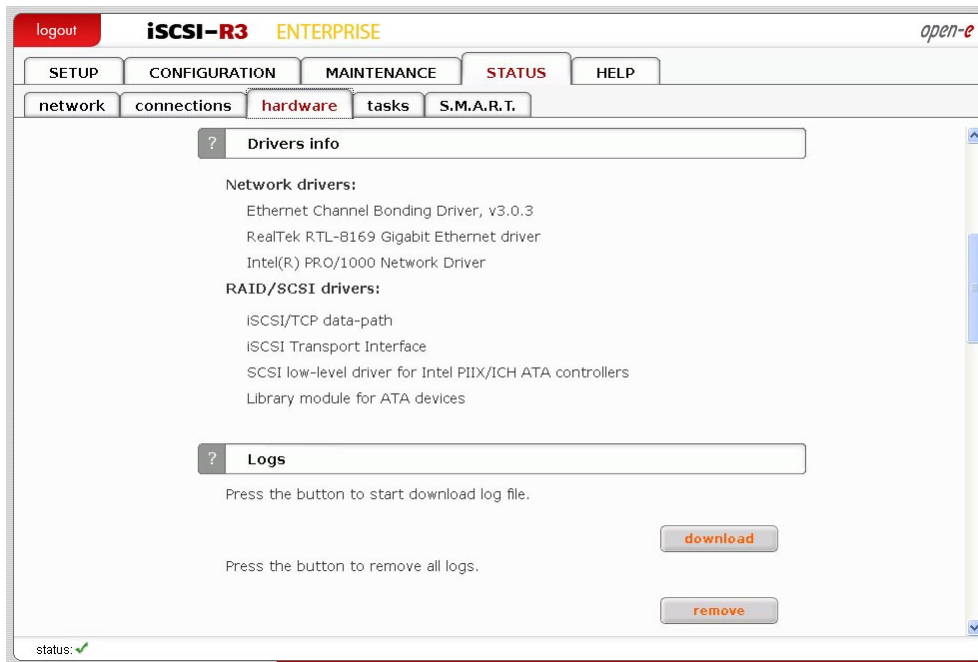 logout
iSCSI-R3 ENTERPRISE
open-e
SETUP CONFIGURATION MAINTENANCE STATUS HELP
network connections hardware tasks S.M.A.R.T.
? Drivers info
Network drivers:
Ethernet Channel Bonding Driver, v3.0.3
RealTek RTL-8169 Gigabit Ethernet driver
Intel(R) PRO/1000 Network Driver
RAID/SCSI drivers:
iSCSI/TCP data-path
iSCSI Transport Interface
SCSI low-level driver for Intel PIIX/ICH ATA controllers
Library module for ATA devices
? Logs
Press the button to start download log file.
download
Press the button to remove all logs.
remove
status: